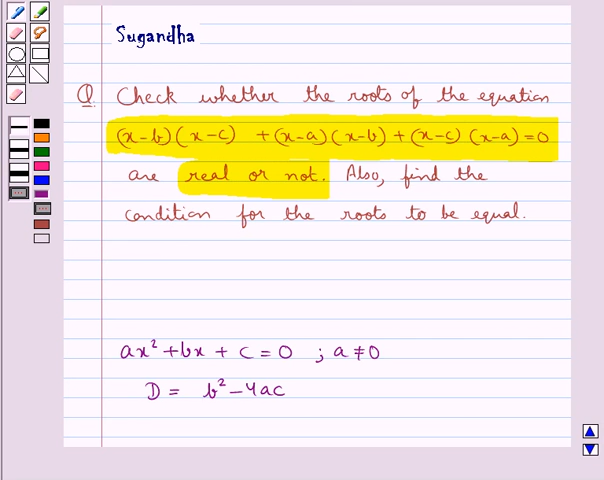 Sugandha
Q. Check whether the roots of the equation
(x-b)(x-c) +(x-a)(x-b)+(x-c)(x-a)=0
are real or not. Also, find the
condition for the roots to be equal.
ax²+bx+c=0 ; a≠0
D = b²-4ac